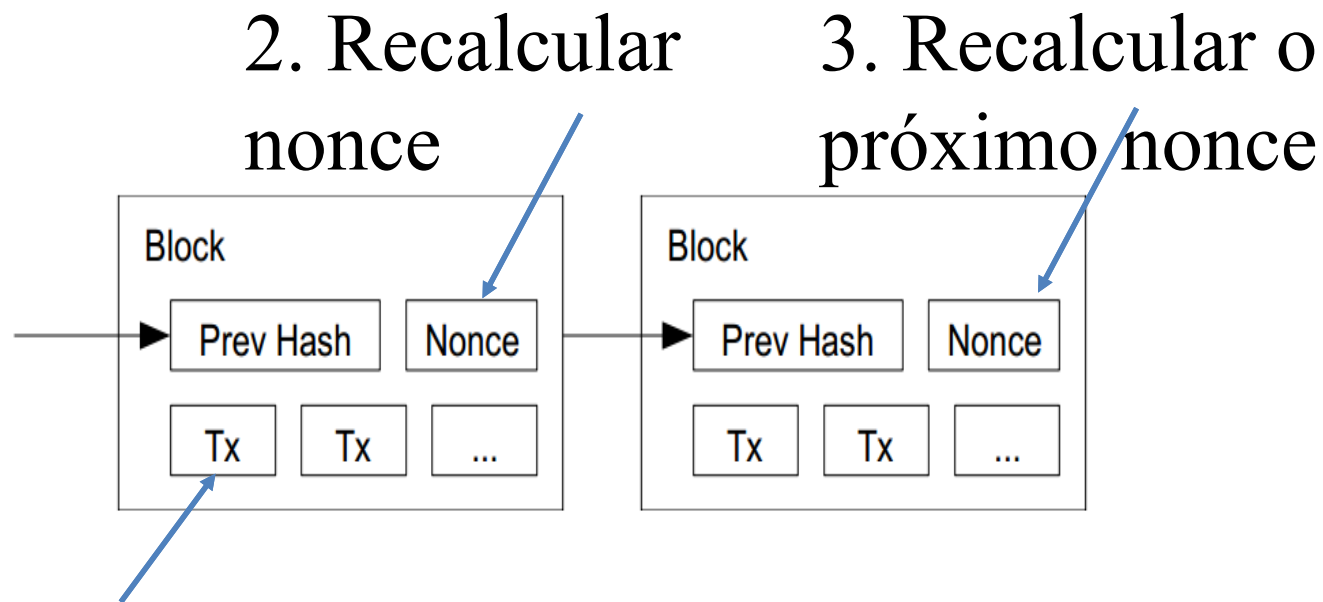 2. Recalcular
nonce
3. Recalcular o
próximo nonce
Block
Prev Hash
Nonce
Tx
Tx
...
Block
Prev Hash
Nonce
Tx
Tx
...